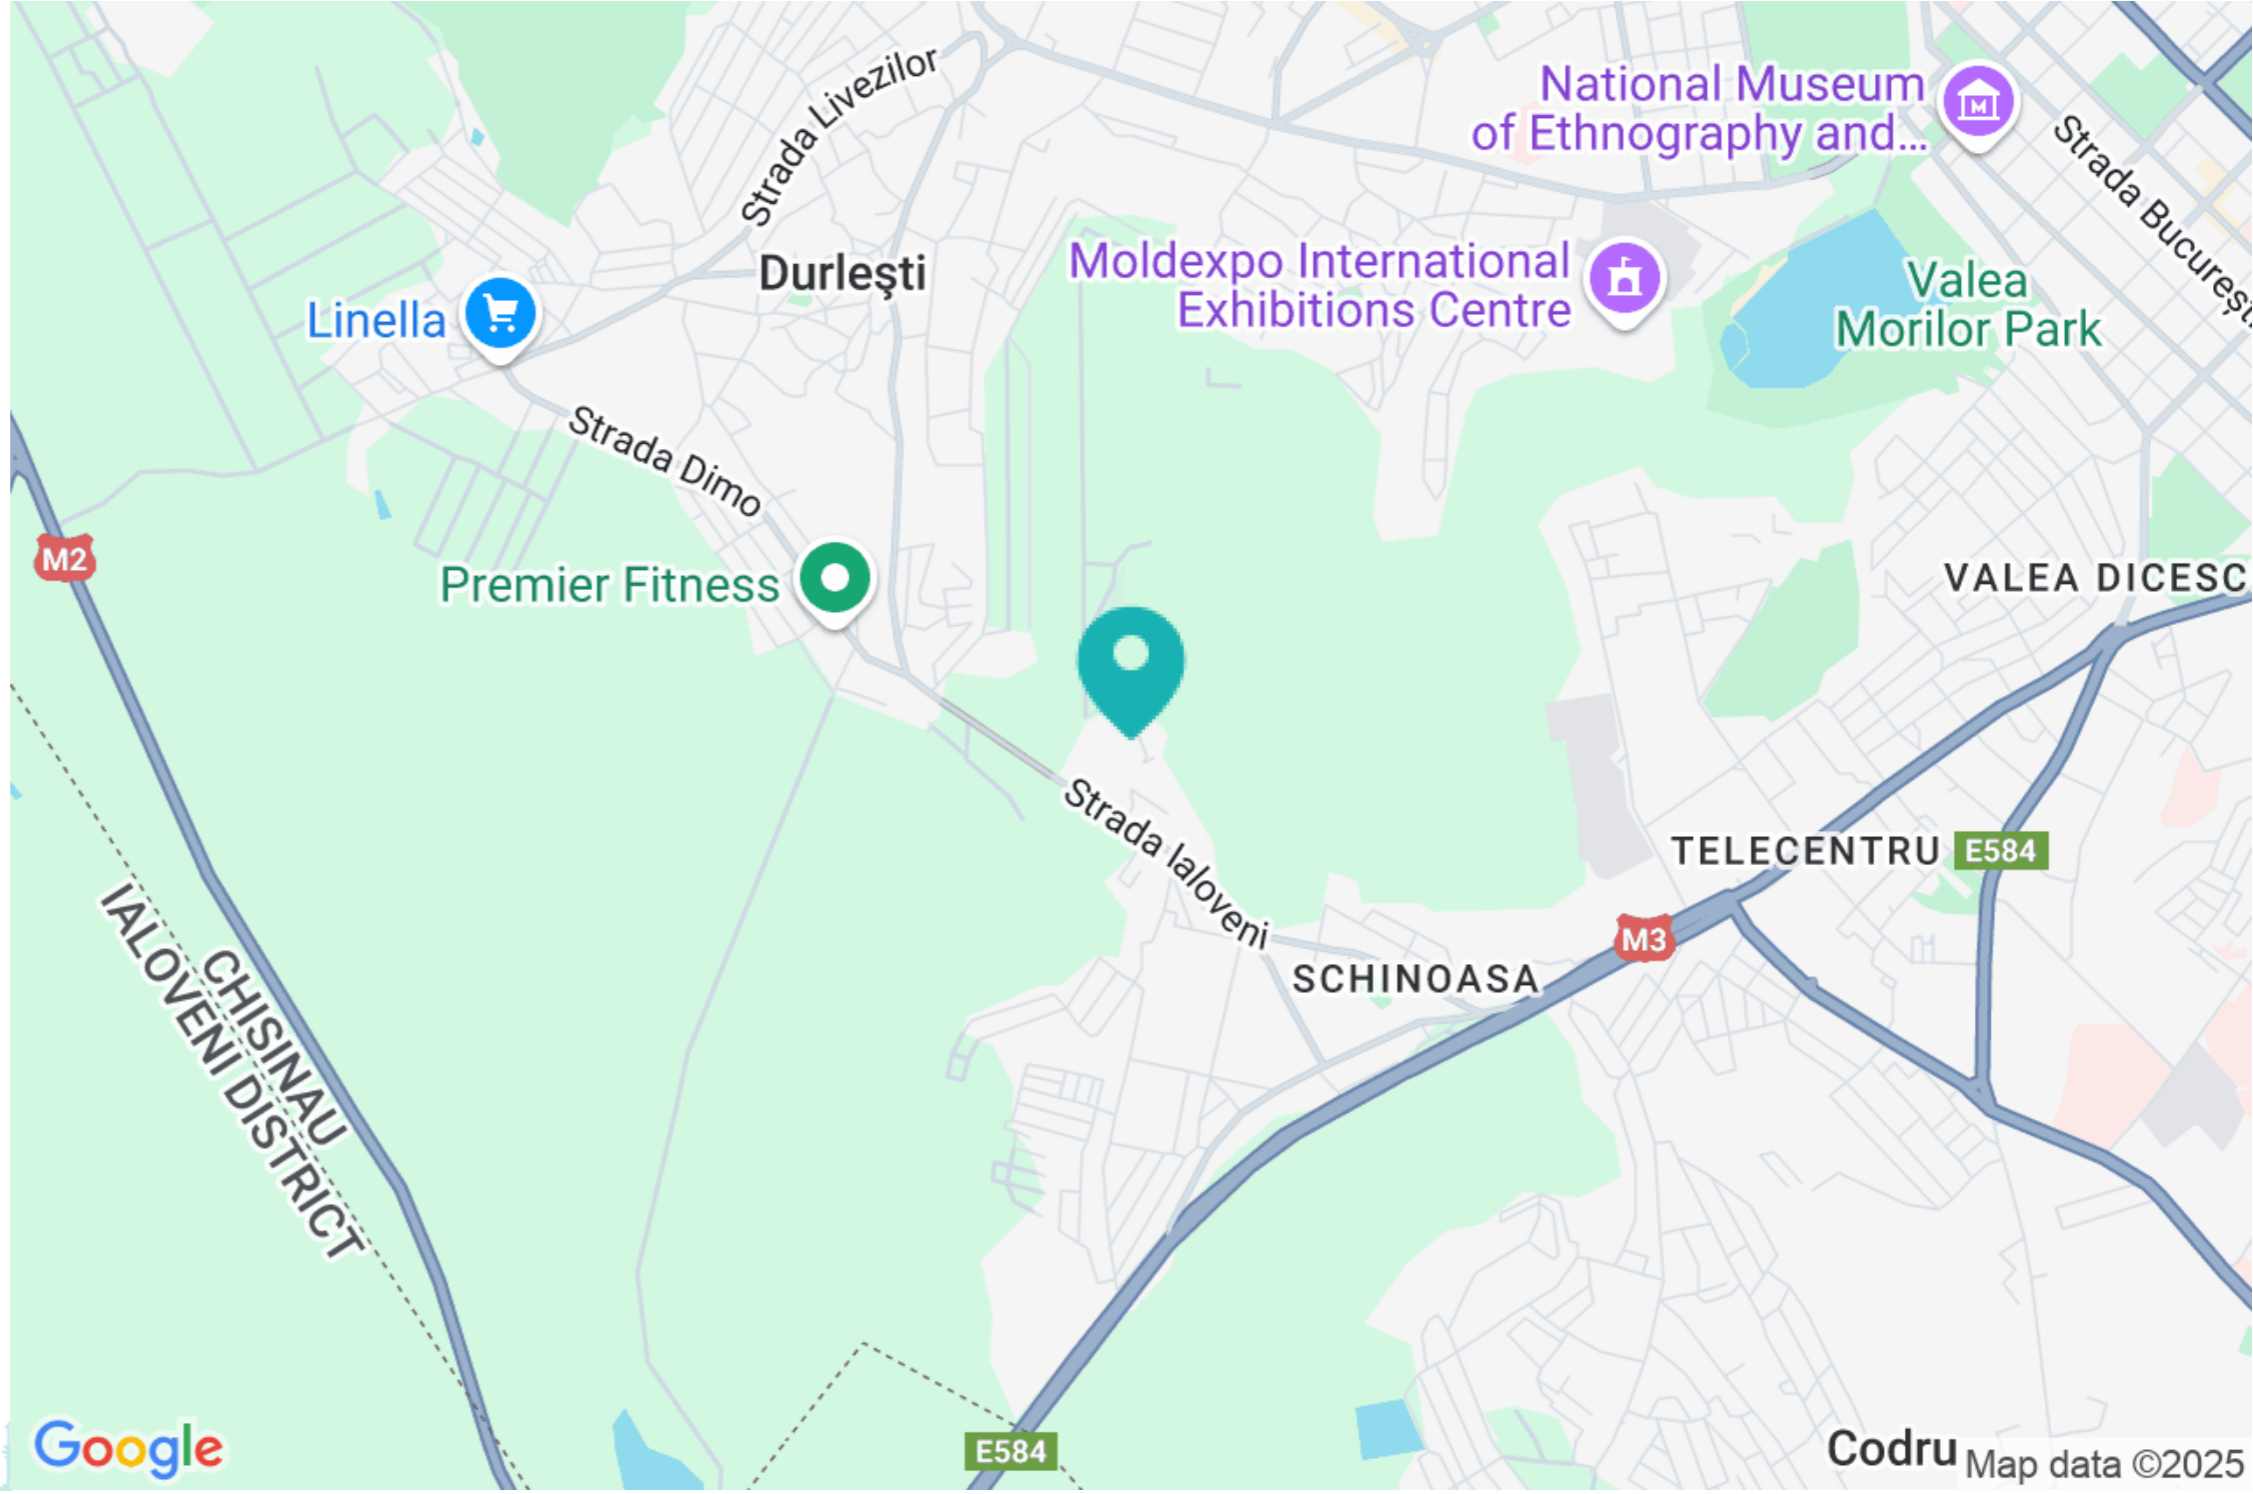 Strada Livezilor
National Museum
of Ethnography and...
Strada București
Durleşti
Moldexpo International
Exhibitions Centre
Valea
Morilor Park
Linella
Strada Dimo
M2
Premier Fitness
VALEA DICESC
Strada Ialoveni
TELECENTRU
E584
M3
SCHINOASA
CHISINAU
IALOVENI DISTRICT
E584
Google
Codru
Map data ©2025